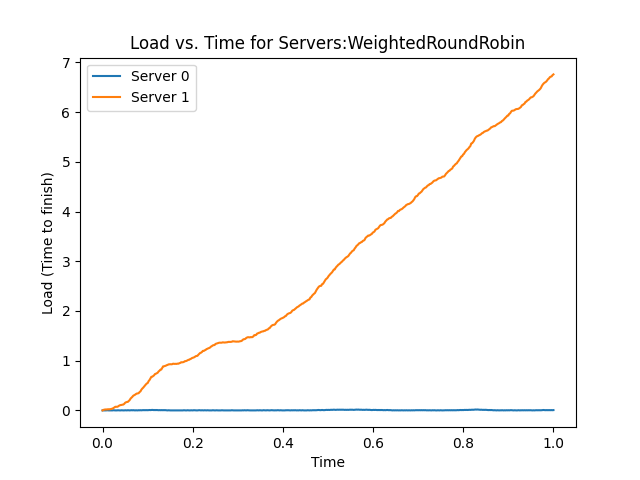 Load vs. Time for Servers:WeightedRoundRobin
Server 0
Server 1
7
6
5
4
3
2
1
0
Load (Time to finish)
0.0
0.2
0.4
0.6
0.8
1.0
Time